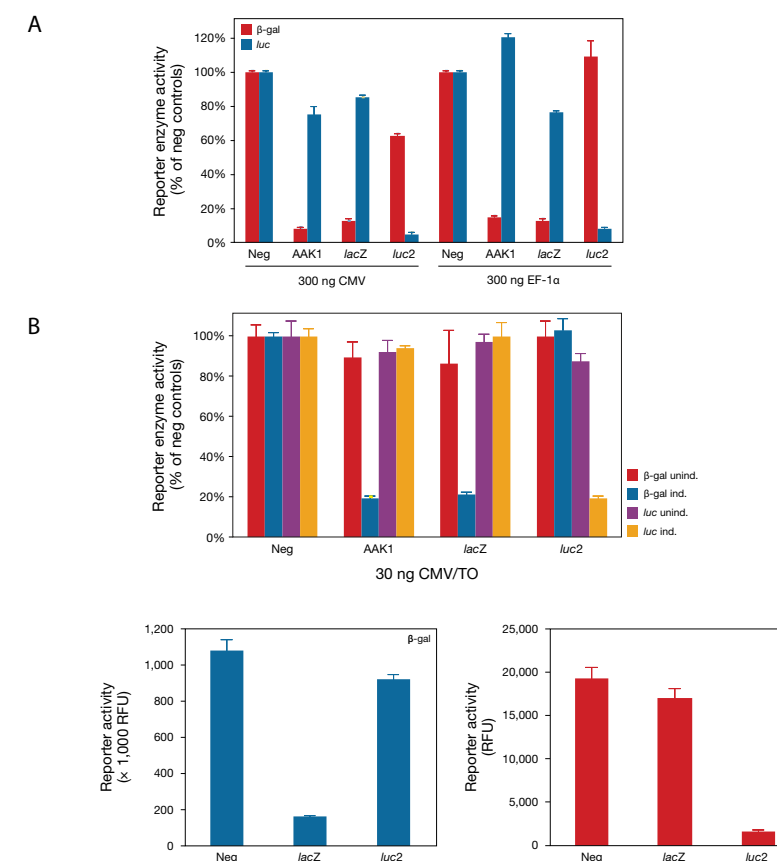 A
β-gal
luc
Reporter enzyme activity
(% of neg controls)
120%
100%
80%
60%
40%
20%
0%
Neg AAK1 lacZ luc2 Neg AAK1 lacZ luc2
300 ng CMV 300 ng EF-1α
B
Reporter enzyme activity
(% of neg controls)
100%
80%
60%
40%
20%
0%
β-gal unind.
β-gal ind.
luc unind.
luc ind.
Neg AAK1 lacZ luc2
30 ng CMV/TO
Reporter activity
(× 1,000 RFU)
1,200
1,000
800
600
400
200
0
β-gal
Neg lacZ luc2
Reporter activity
(RFU)
25,000
20,000
15,000
10,000
5,000
0
Neg lacZ luc2